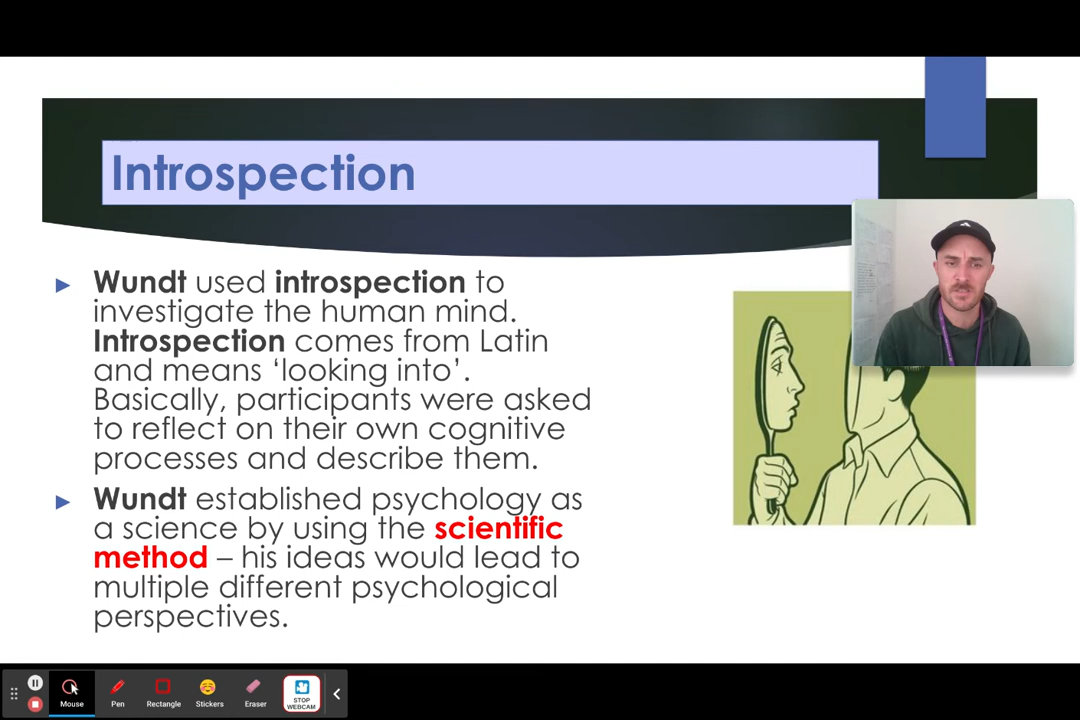 Introspection
Wundt used introspection to
investigate the human mind.
Introspection comes from Latin
and means ‘looking into’.
Basically, participants were asked
to reflect on their own cognitive
processes and describe them.
Wundt established psychology as
a science by using the scientific
method – his ideas would lead to
multiple different psychological
perspectives.
Mouse
Pen
Rectangle
Stickers
Eraser
STOP
WEBCAM